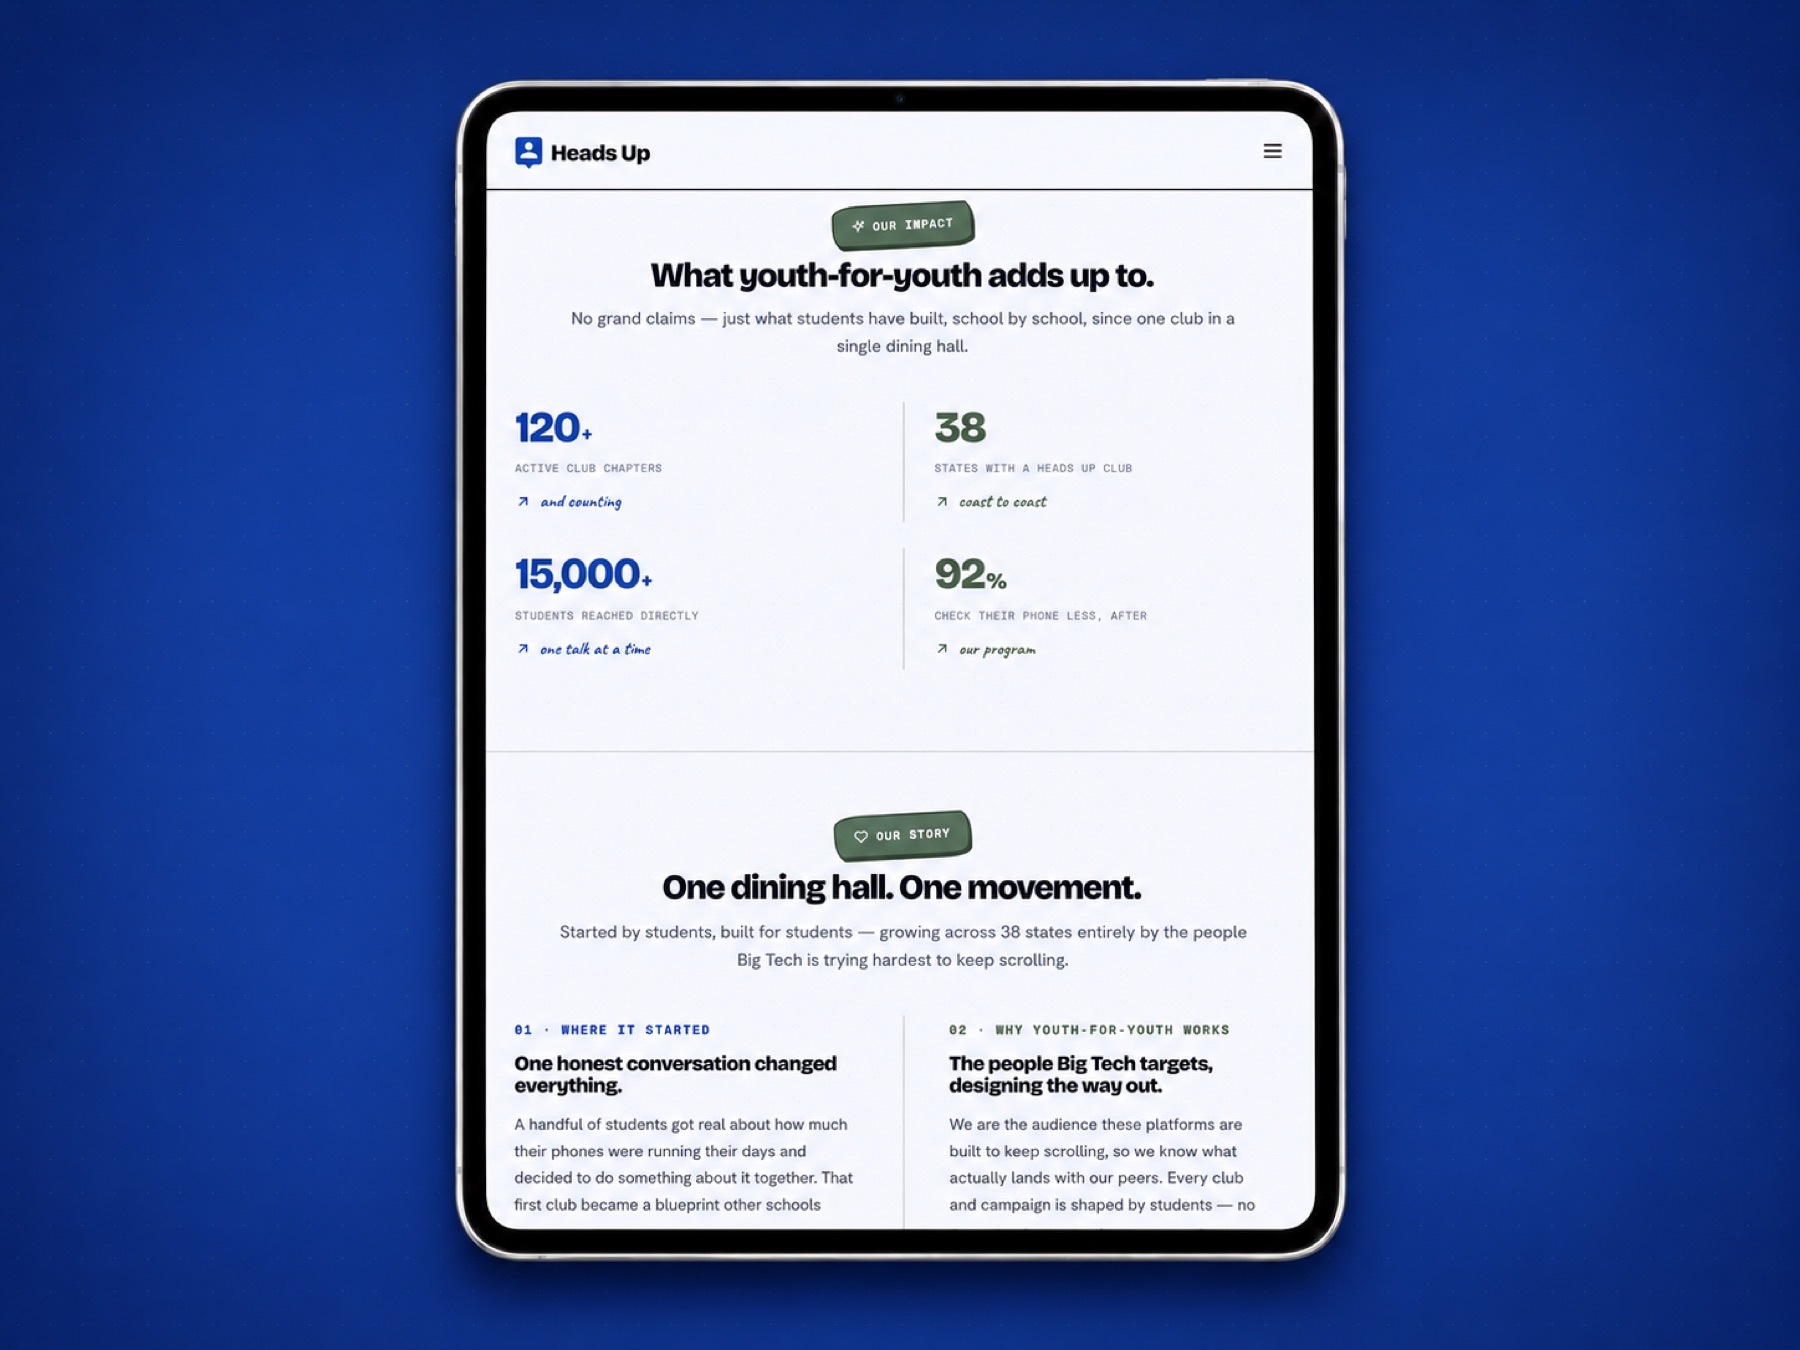 Heads Up
OUR IMPACT
What youth-for-youth adds up to.
No grand claims — just what students have built, school by school, since one club in a
single dining hall.
120+
ACTIVE CLUB CHAPTERS
↗ and counting
38
STATES WITH A HEADS UP CLUB
↗ coast to coast
15,000+
STUDENTS REACHED DIRECTLY
↗ one talk at a time
92%
CHECK THEIR PHONE LESS, AFTER
↗ our program
OUR STORY
One dining hall. One movement.
Started by students, built for students — growing across 38 states entirely by the people
Big Tech is trying hardest to keep scrolling.
01 · WHERE IT STARTED
One honest conversation changed
everything.
A handful of students got real about how much
their phones were running their days and
decided to do something about it together. That
first club became a blueprint other schools
02 · WHY YOUTH-FOR-YOUTH WORKS
The people Big Tech targets,
designing the way out.
We are the audience these platforms are
built to keep scrolling, so we know what
actually lands with our peers. Every club
and campaign is shaped by students — no